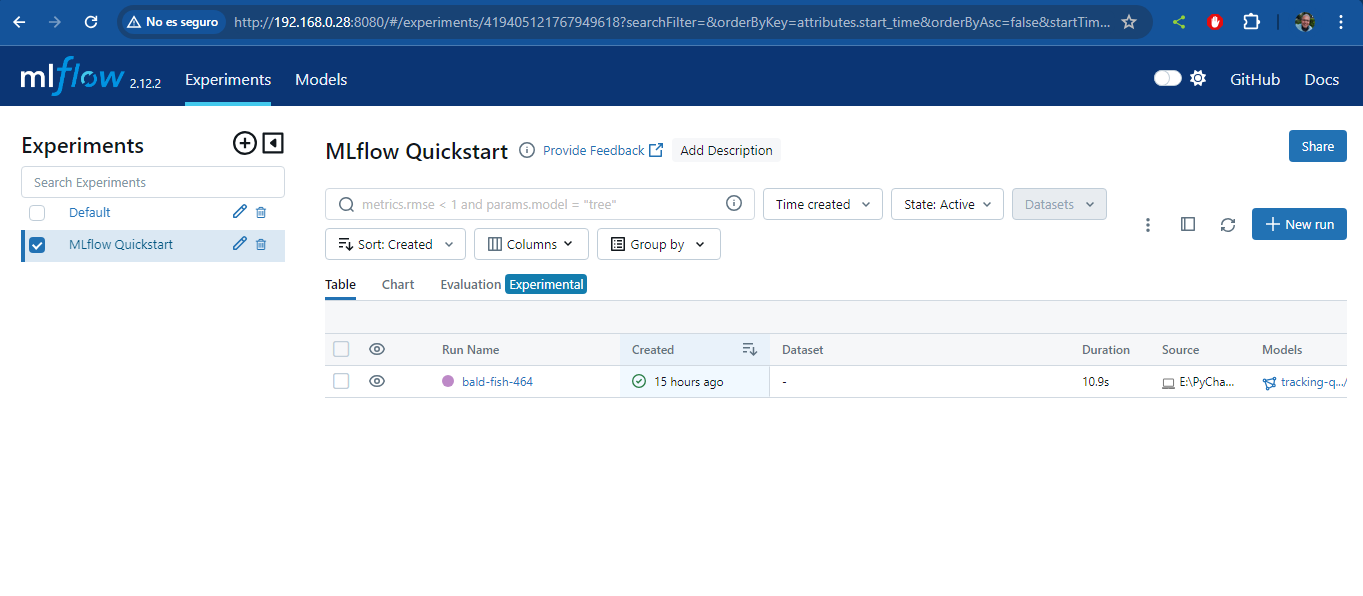 No es seguro http://192.168.0.28:8080/#/experiments/419405121767949618?searchFilter=&orderByKey=attributes.start_time&orderByAsc=false&startTim...
mlflow 2.12.2 Experiments Models GitHub Docs
Experiments
Search Experiments
Default
MLflow Quickstart
MLflow Quickstart Provide Feedback Add Description Share
metrics.rmse < 1 and params.model = "tree" Time created State: Active Datasets
Sort: Created Columns Group by + New run
Table Chart Evaluation Experimental
Run Name Created Dataset Duration Source Models
bald-fish-464 15 hours ago - 10.9s E:\PyCha... tracking-q.../